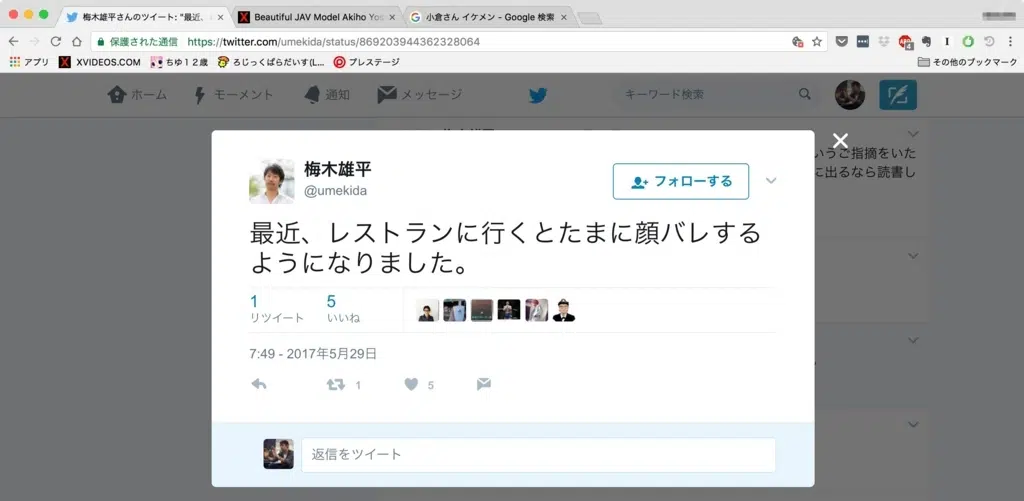 梅木雄平さんのツイート: "最近、
Beautiful JAV Model Akiho Yos
小倉さん イケメン - Google 検索
保護された通信 https://twitter.com/umekida/status/869203944362328064
アプリ XVIDEOS.COM ちゆ12歳 ろじっくぱらだいす(L... プレステージ その他のブックマーク
ホーム モーメント 通知 メッセージ キーワード検索
いうご指摘をいた
に出るなら読書し
梅木雄平
@umekida
フォローする
最近、レストランに行くとたまに顔バレする
ようになりました。
1 5
リツイート いいね
7:49 - 2017年5月29日
1 5
返信をツイート